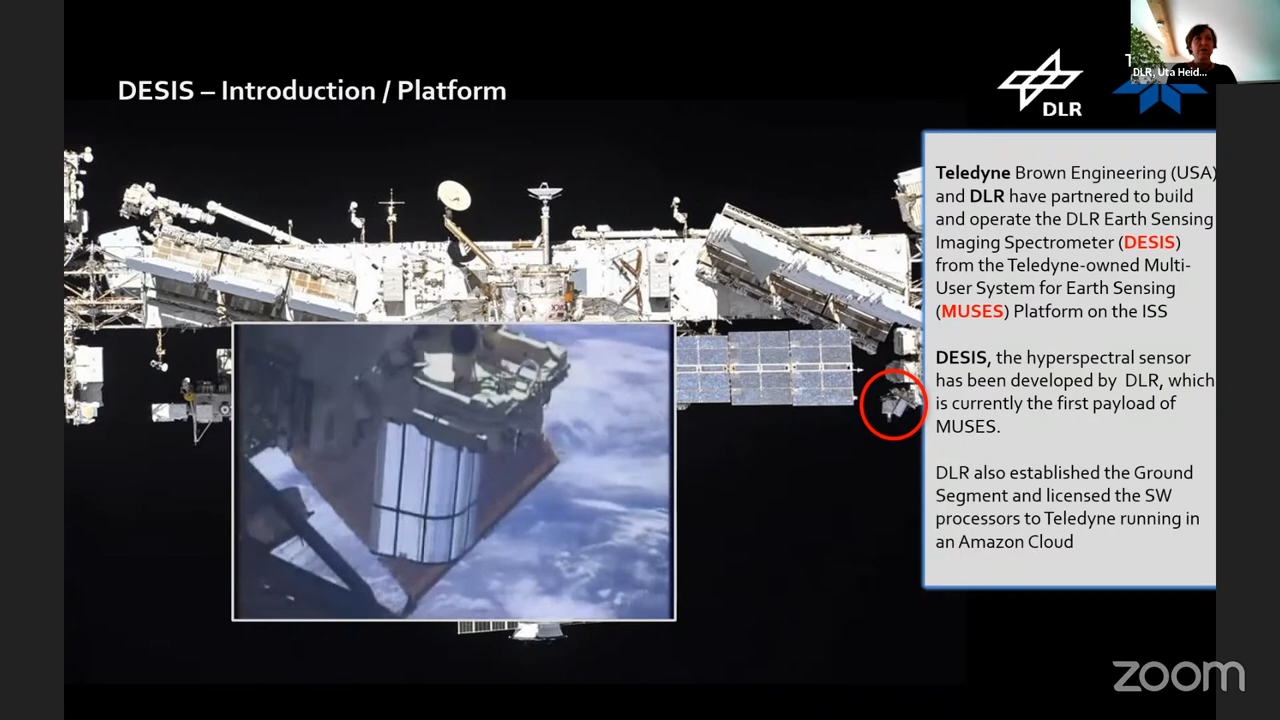 DLR, Uta Heid...
DESIS – Introduction / Platform
DLR
Teledyne Brown Engineering (USA)
and DLR have partnered to build
and operate the DLR Earth Sensing
Imaging Spectrometer (DESIS)
from the Teledyne-owned Multi-
User System for Earth Sensing
(MUSES) Platform on the ISS
DESIS, the hyperspectral sensor
has been developed by DLR, which
is currently the first payload of
MUSES.
DLR also established the Ground
Segment and licensed the SW
processors to Teledyne running in
an Amazon Cloud
zoom